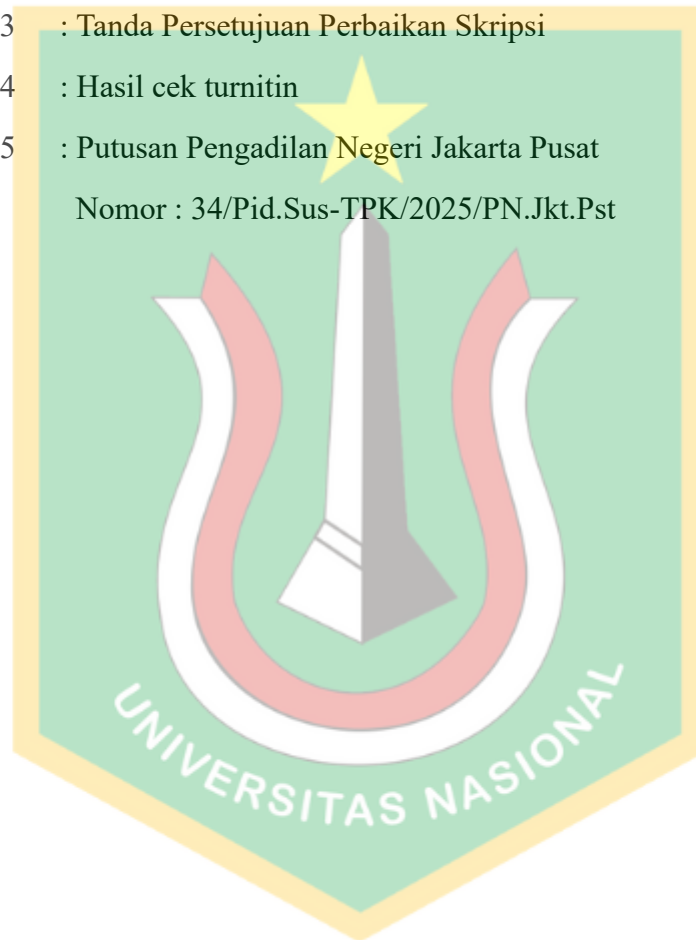 3 : Tanda Persetujuan Perbaikan Skripsi
4 : Hasil cek turnitin
5 : Putusan Pengadilan Negeri Jakarta Pusat
Nomor : 34/Pid.Sus-TPK/2025/PN.Jkt.Pst
UNIVERSITAS NASIONAL